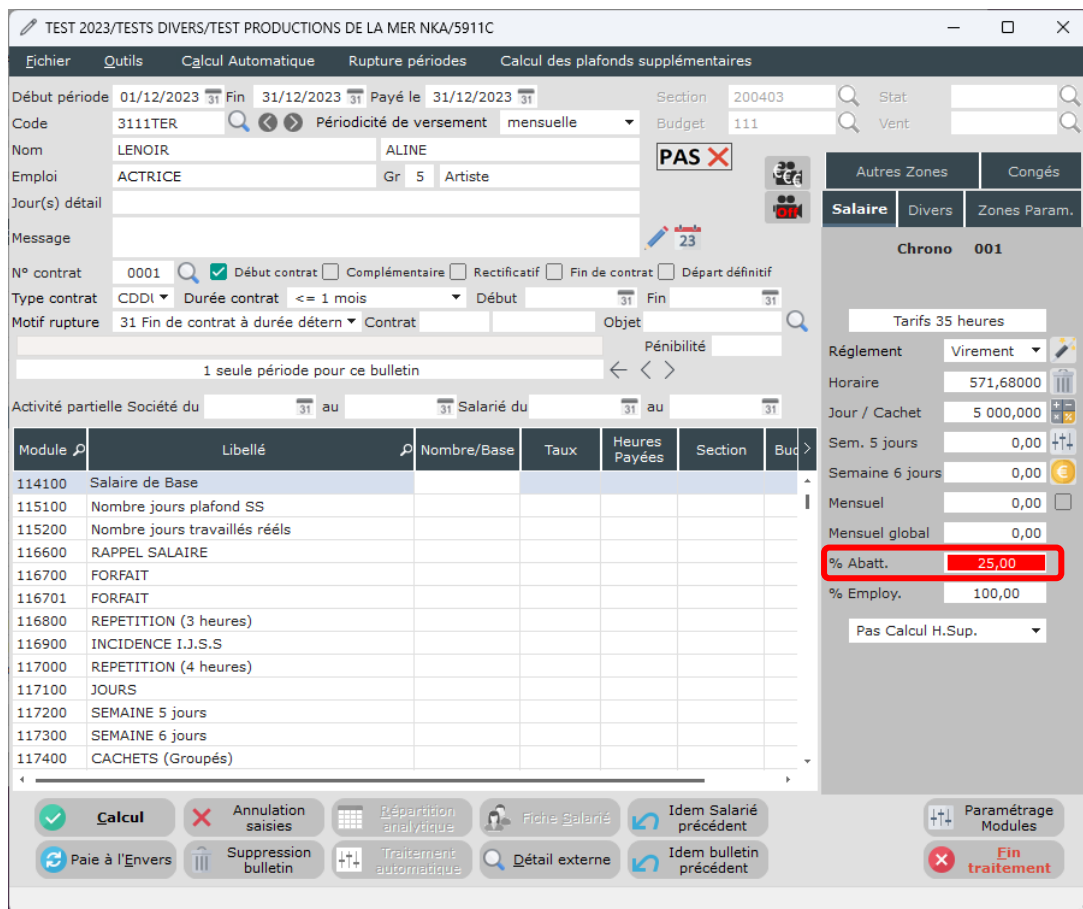 TEST 2023/TESTS DIVERS/TEST PRODUCTIONS DE LA MER NKA/5911C
Fichier Outils Calcul Automatique Rupture périodes Calcul des plafonds supplémentaires
Début période 01/12/2023 31 Fin 31/12/2023 31 Payé le 31/12/2023 31 Section 200403 Stat
Code 3111TER Périodicité de versement mensuelle Budget 111 Vent
Nom LENOIR ALINE PAS
Emploi ACTRICE Gr 5 Artiste €€€ Autres Zones Congés
Jour(s) détail Off Salaire Divers Zones Param.
Message 23
Chrono 001
N° contrat 0001 Début contrat Complémentaire Rectificatif Fin de contrat Départ définitif
Type contrat CDDU Durée contrat <= 1 mois Début 31 Fin 31
Motif rupture 31 Fin de contrat à durée détern Contrat Objet Tarifs 35 heures
Pénibilité
Réglement Virement
1 seule période pour ce bulletin
Horaire 571,68000
Activité partielle Société du 31 au 31 Salarié du 31 au 31
Jour / Cachet 5 000,000
Module Libellé Nombre/Base Taux Heures Payées Section Bud >
Sem. 5 jours 0,00
Semaine 6 jours 0,00 €
Mensuel 0,00
Mensuel global 0,00
% Abatt. 25,00
% Employ. 100,00
Pas Calcul H.Sup.
114100 Salaire de Base
115100 Nombre jours plafond SS
115200 Nombre jours travaillés réels
116600 RAPPEL SALAIRE
116700 FORFAIT
116701 FORFAIT
116800 REPETITION (3 heures)
116900 INCIDENCE I.J.S.S
117000 REPETITION (4 heures)
117100 JOURS
117200 SEMAINE 5 jours
117300 SEMAINE 6 jours
117400 CACHETS (Groupés)
Calcul Annulation saisies Répartition analytique Fiche Salarié Idem Salarié précédent Paramétrage Modules
Paie à l'Envers Suppression bulletin Traitement automatique Détail externe Idem bulletin précédent Fin traitement